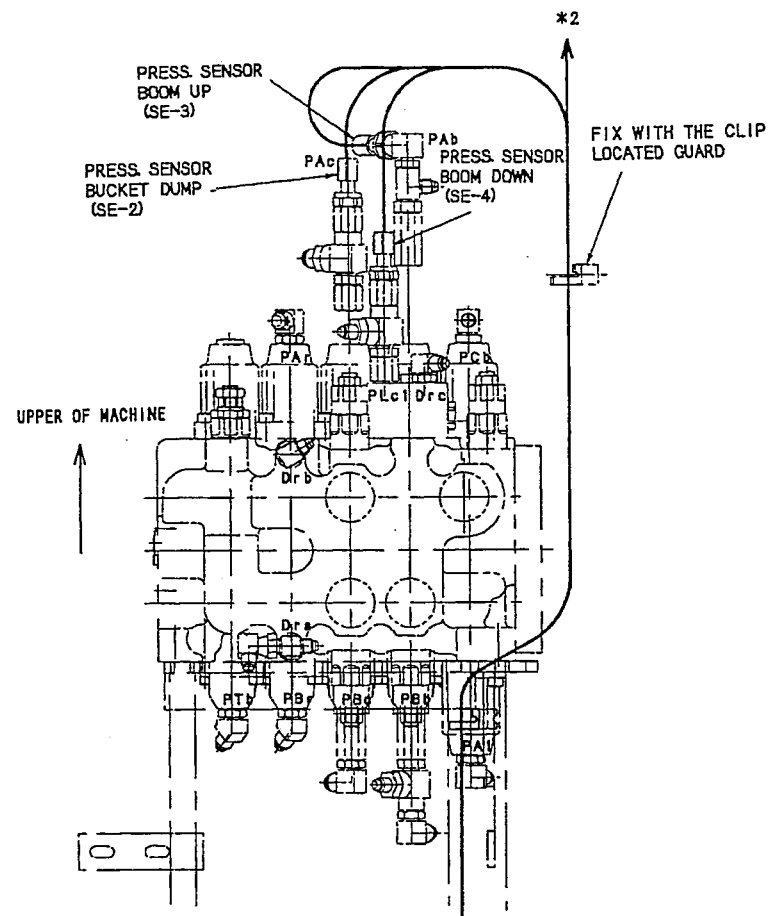 *2
PRESS. SENSOR
BOOM UP
(SE-3)
PAb
FIX WITH THE CLIP
LOCATED GUARD
PAc
PRESS. SENSOR
BUCKET DUMP
(SE-2)
PRESS. SENSOR
BOOM DOWN
(SE-4)
PAr
PCb
PLc1 Drc
UPPER OF MACHINE
Drb
Dra
PTb
PBr
PBc
PBb
PAl